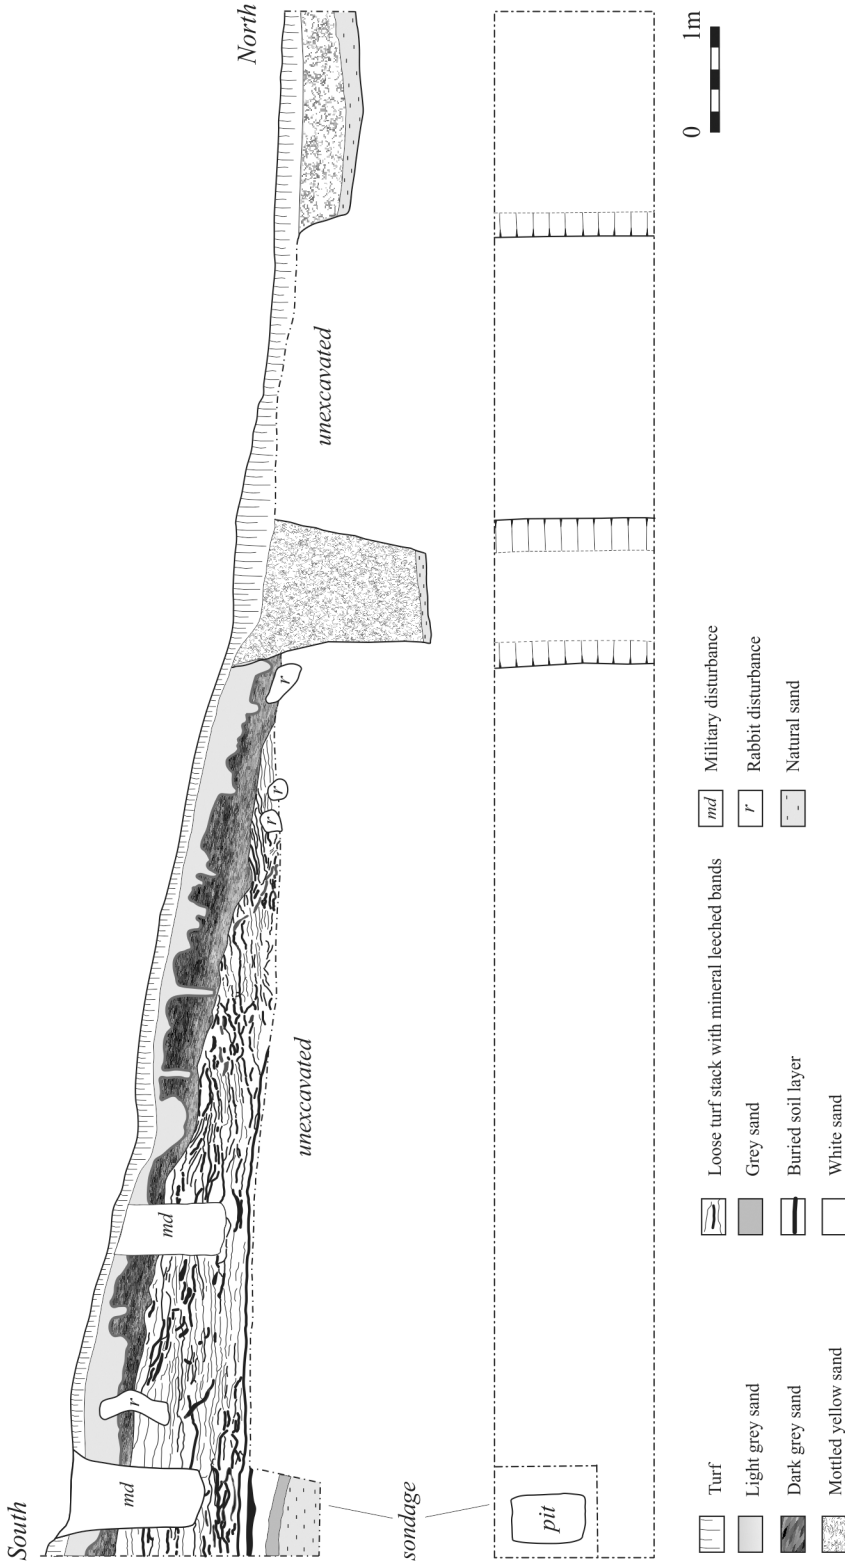 South
North
md
r
md
r
r
r
unexcavated
unexcavated
sondage
pit
0 1m
Turf
Light grey sand
Dark grey sand
Mottled yellow sand
Loose turf stack with mineral leeched bands
Grey sand
Buried soil layer
White sand
md Military disturbance
r Rabbit disturbance
Natural sand